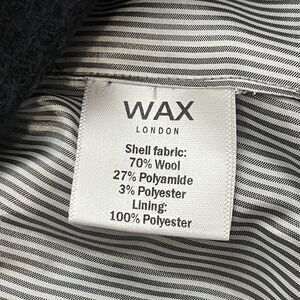 WAX
LONDON
Shell fabric:
70% Wool
27% Polyamide
3% Polyester
Lining:
100% Polyester